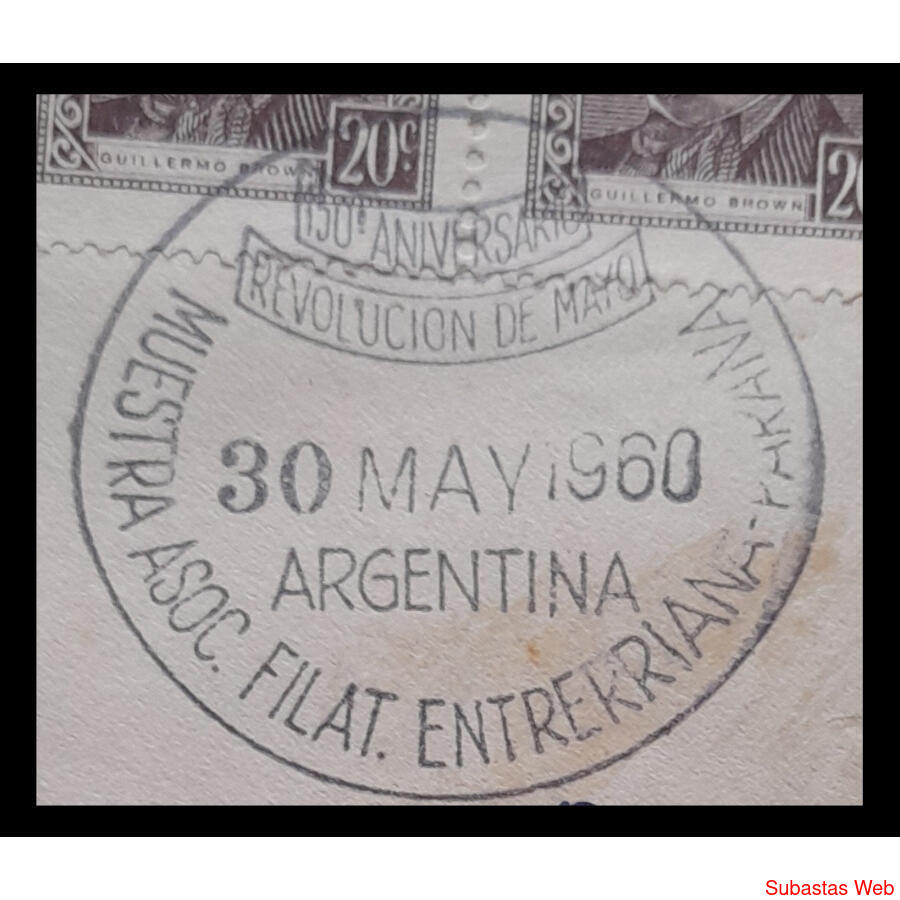 20c
GUILLERMO BROWN
GUILLERMO BROWN
20
150º ANIVERSARIO
REVOLUCION DE MAYO
30 MAY 1960
ARGENTINA
MUESTRA ASOC. FILAT. ENTRERRIANA-PARANA
Subastas Web